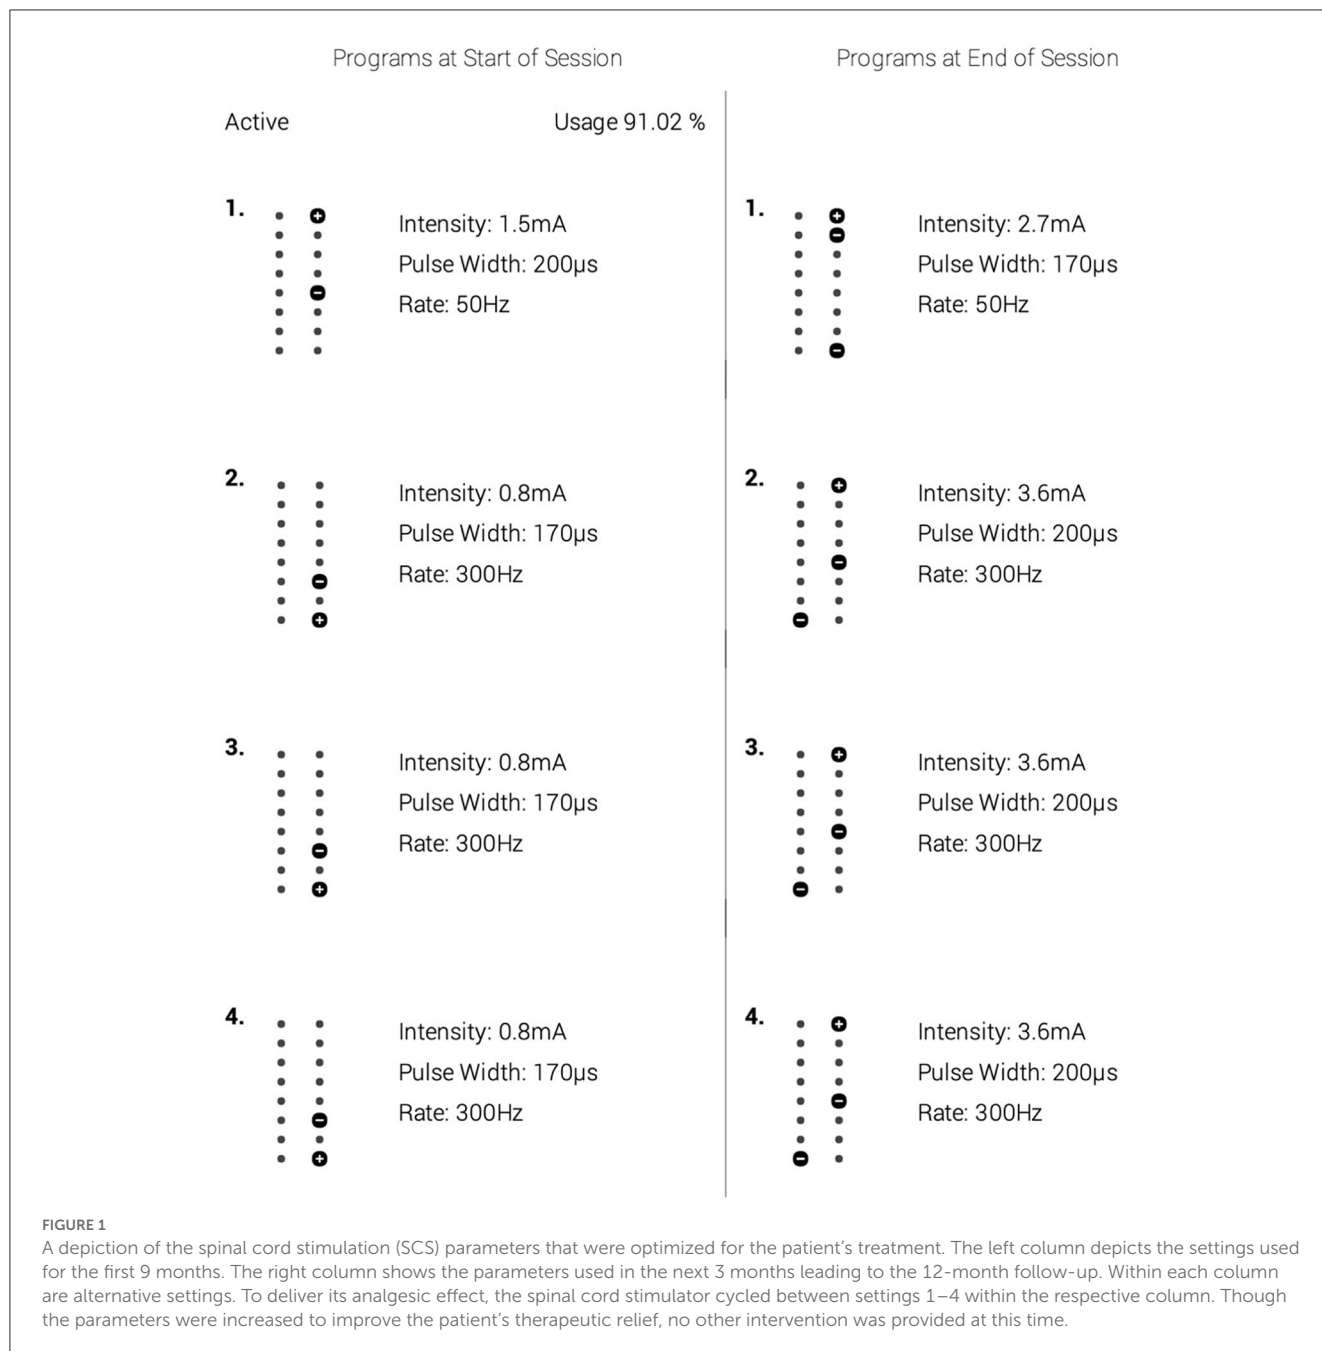 Programs at Start of Session
Programs at End of Session
Active
Usage 91.02 %
1.
Intensity: 1.5mA
Pulse Width: 200µs
Rate: 50Hz
1.
Intensity: 2.7mA
Pulse Width: 170µs
Rate: 50Hz
2.
Intensity: 0.8mA
Pulse Width: 170µs
Rate: 300Hz
2.
Intensity: 3.6mA
Pulse Width: 200µs
Rate: 300Hz
3.
Intensity: 0.8mA
Pulse Width: 170µs
Rate: 300Hz
3.
Intensity: 3.6mA
Pulse Width: 200µs
Rate: 300Hz
4.
Intensity: 0.8mA
Pulse Width: 170µs
Rate: 300Hz
4.
Intensity: 3.6mA
Pulse Width: 200µs
Rate: 300Hz
FIGURE 1
A depiction of the spinal cord stimulation (SCS) parameters that were optimized for the patient's treatment. The left column depicts the settings used
for the first 9 months. The right column shows the parameters used in the next 3 months leading to the 12-month follow-up. Within each column
are alternative settings. To deliver its analgesic effect, the spinal cord stimulator cycled between settings 1–4 within the respective column. Though
the parameters were increased to improve the patient's therapeutic relief, no other intervention was provided at this time.